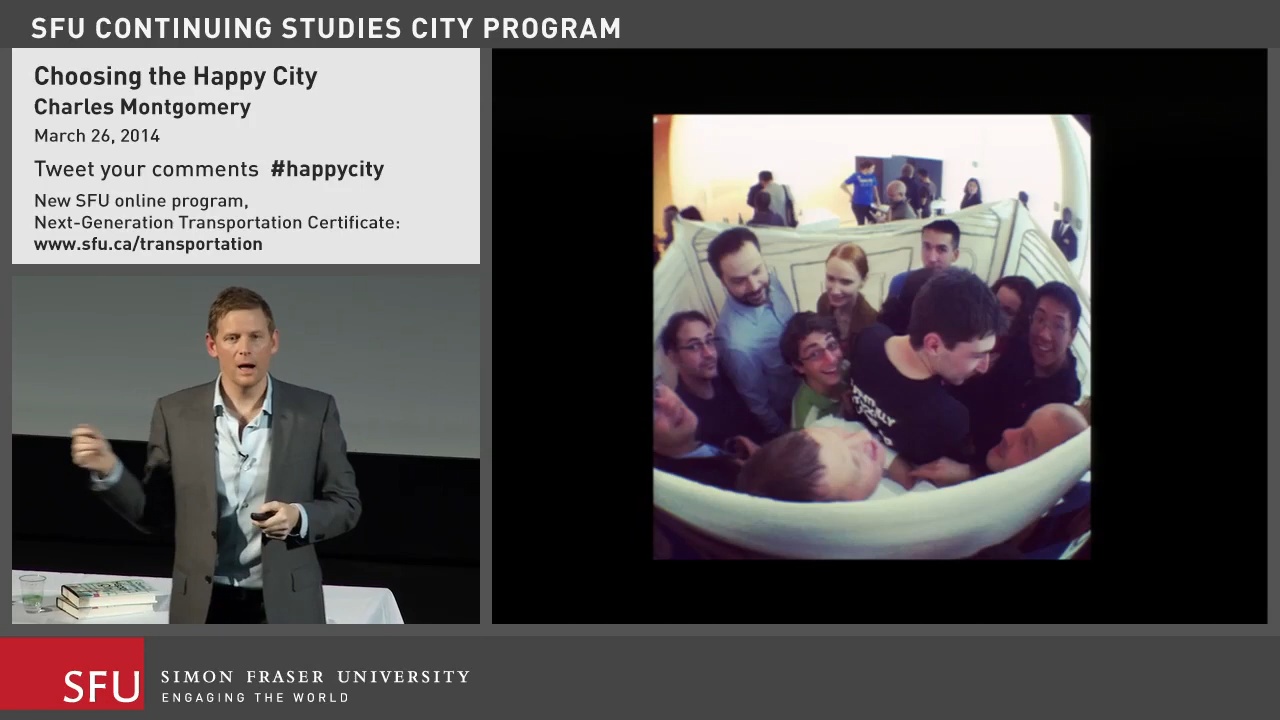 SFU CONTINUING STUDIES CITY PROGRAM
Choosing the Happy City
Charles Montgomery
March 26, 2014
Tweet your comments #happycity
New SFU online program,
Next-Generation Transportation Certificate:
www.sfu.ca/transportation
SFU
SIMON FRASER UNIVERSITY
ENGAGING THE WORLD